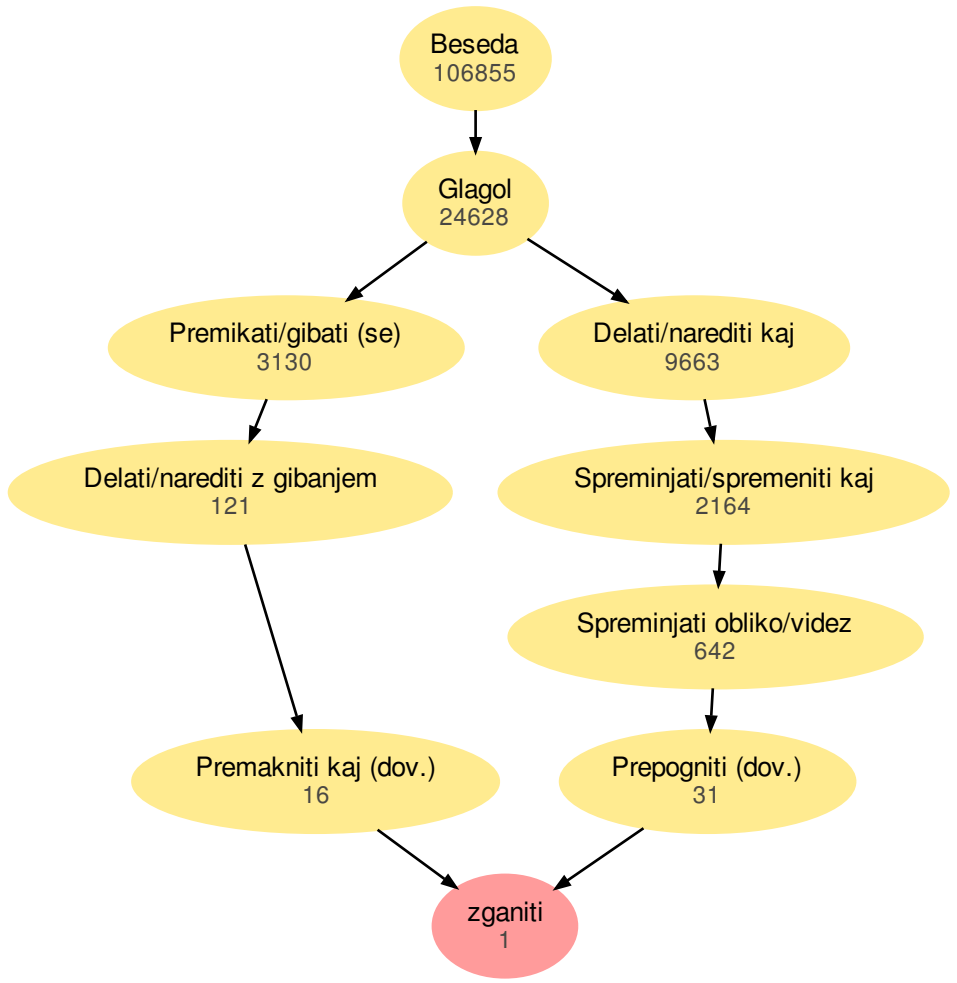 Beseda
106855
Glagol
24628
Premikati/gibati (se)
3130
Delati/narediti kaj
9663
Delati/narediti z gibanjem
121
Spreminjati/spremeniti kaj
2164
Spreminjati obliko/videz
642
Premakniti kaj (dov.)
16
Prepogniti (dov.)
31
zganiti
1